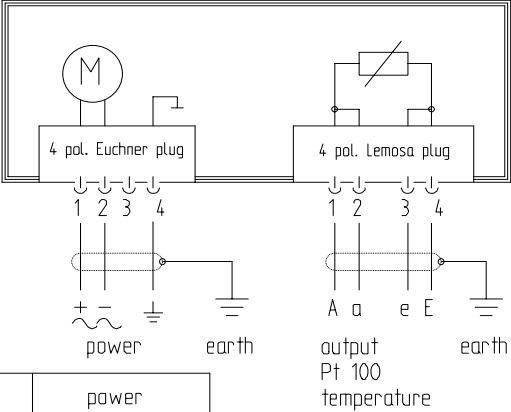 M
4 pol. Euchner plug
4 pol. Lemosa plug
1 2 3 4
1 2 3 4
+ −
A a e E
power
earth
output
earth
Pt 100
temperature
power